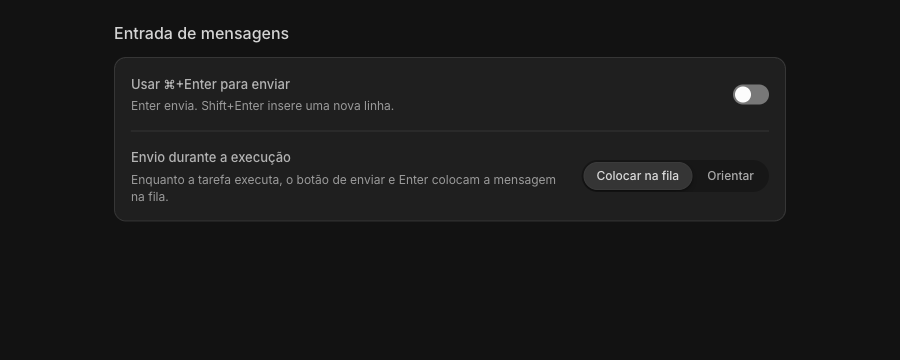 Entrada de mensagens
Usar ⌘+Enter para enviar
Enter envia. Shift+Enter insere uma nova linha.
Envio durante a execução
Enquanto a tarefa executa, o botão de enviar e Enter colocam a mensagem
na fila.
Colocar na fila
Orientar